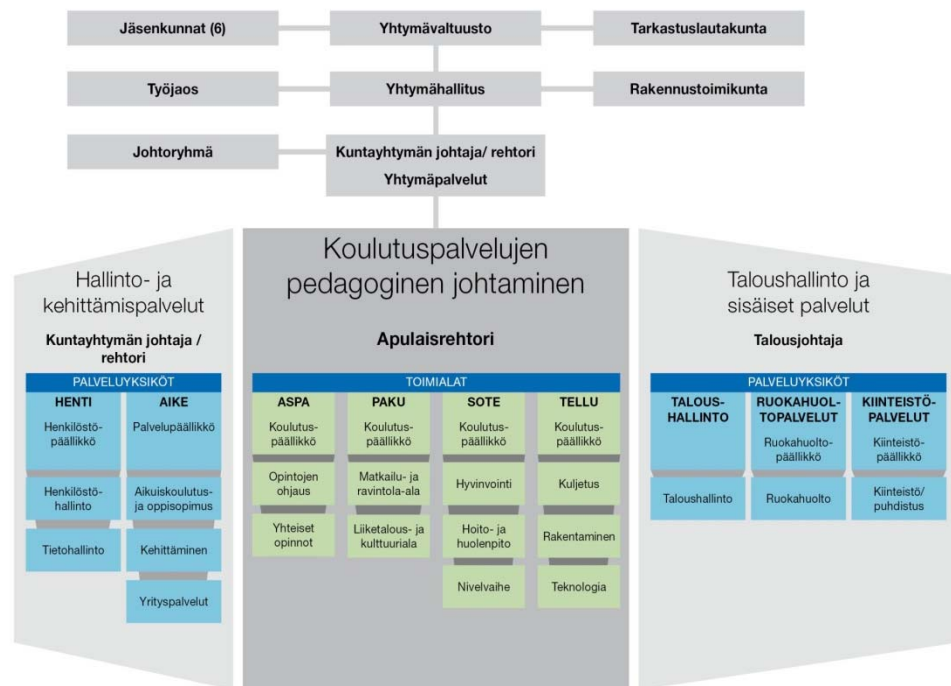 Jäsenkunnat (6)
Yhtymävaltuusto
Tarkastuslautakunta
Työjaos
Yhtymähallitus
Rakennustoimikunta
Johtoryhmä
Kuntayhtymän johtaja/ rehtori
Yhtymäpalvelut
Hallinto- ja
kehittämispalvelut
Kuntayhtymän johtaja /
rehtori
PALVELUYKSIKÖT
HENTI
Henkilöstö-
päällikkö
Henkilöstö-
hallinto
Tietohallinto
AIKE
Palvelupäällikkö
Aikuiskoulutus-
ja oppisopimus
Kehittäminen
Yrityspalvelut
Koulutuspalvelujen
pedagoginen johtaminen
Apulaisrehtori
TOIMIALAT
ASPA
Koulutus-
päällikkö
Opintojen
ohjaus
Yhteiset
opinnot
PAKU
Koulutus-
päällikkö
Matkailu- ja
ravintola-ala
Liiketalous- ja
kulttuuriala
SOTE
Koulutus-
päällikkö
Hyvinvointi
Hoito- ja
huolenpito
Nivelvaihe
TELLU
Koulutus-
päällikkö
Kuljetus
Rakentaminen
Teknologia
Taloushallinto ja
sisäiset palvelut
Talousjohtaja
PALVELUYKSIKÖT
TALOUS-
HALLINTO
Taloushallinto
RUOKAHUOL-
TOPALVELUT
Ruokahuolto-
päällikkö
Ruokahuolto
KIINTEISTÖ-
PALVELUT
Kiinteistö-
päällikkö
Kiinteistö/
puhdistus